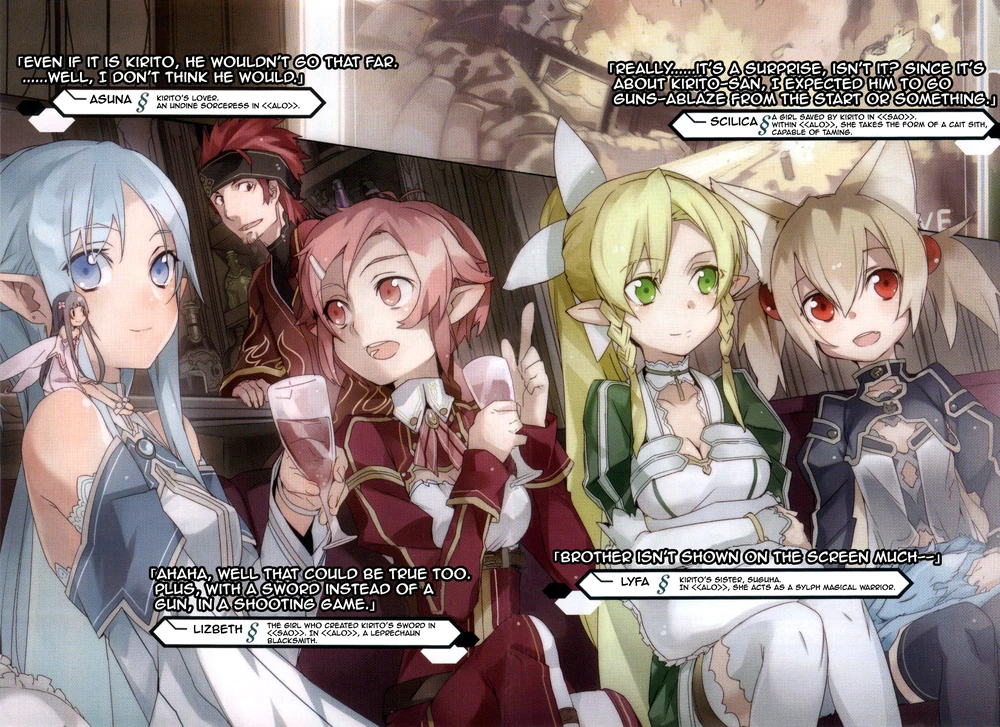 「EVEN IF IT IS KIRITO, HE WOULDN'T GO THAT FAR.
......WELL, I DON'T THINK HE WOULD.」
ASUNA § KIRITO'S LOVER.
AN UNDINE SORCERESS IN <<ALO>>.
「REALLY......IT'S A SURPRISE, ISN'T IT? SINCE IT'S
ABOUT KIRITO-SAN, I EXPECTED HIM TO GO
GUNS-ABLAZE FROM THE START OR SOMETHING.」
SCILICA § A GIRL SAVED BY KIRITO IN <<SAO>>.
WITHIN <<ALO>>, SHE TAKES THE FORM OF A CAIT SITH,
CAPABLE OF TAMING.
「AHAHA, WELL THAT COULD BE TRUE TOO.
PLUS, WITH A SWORD INSTEAD OF A
GUN, IN A SHOOTING GAME.」
LIZBETH § THE GIRL WHO CREATED KIRITO'S SWORD IN
<<SAO>>. IN <<ALO>>, A LEPRECHAUN
BLACKSMITH.
「BROTHER ISN'T SHOWN ON THE SCREEN MUCH--」
LYFA § KIRITO'S SISTER, SUGUHA.
IN <<ALO>>, SHE ACTS AS A SYLPH MAGICAL WARRIOR.